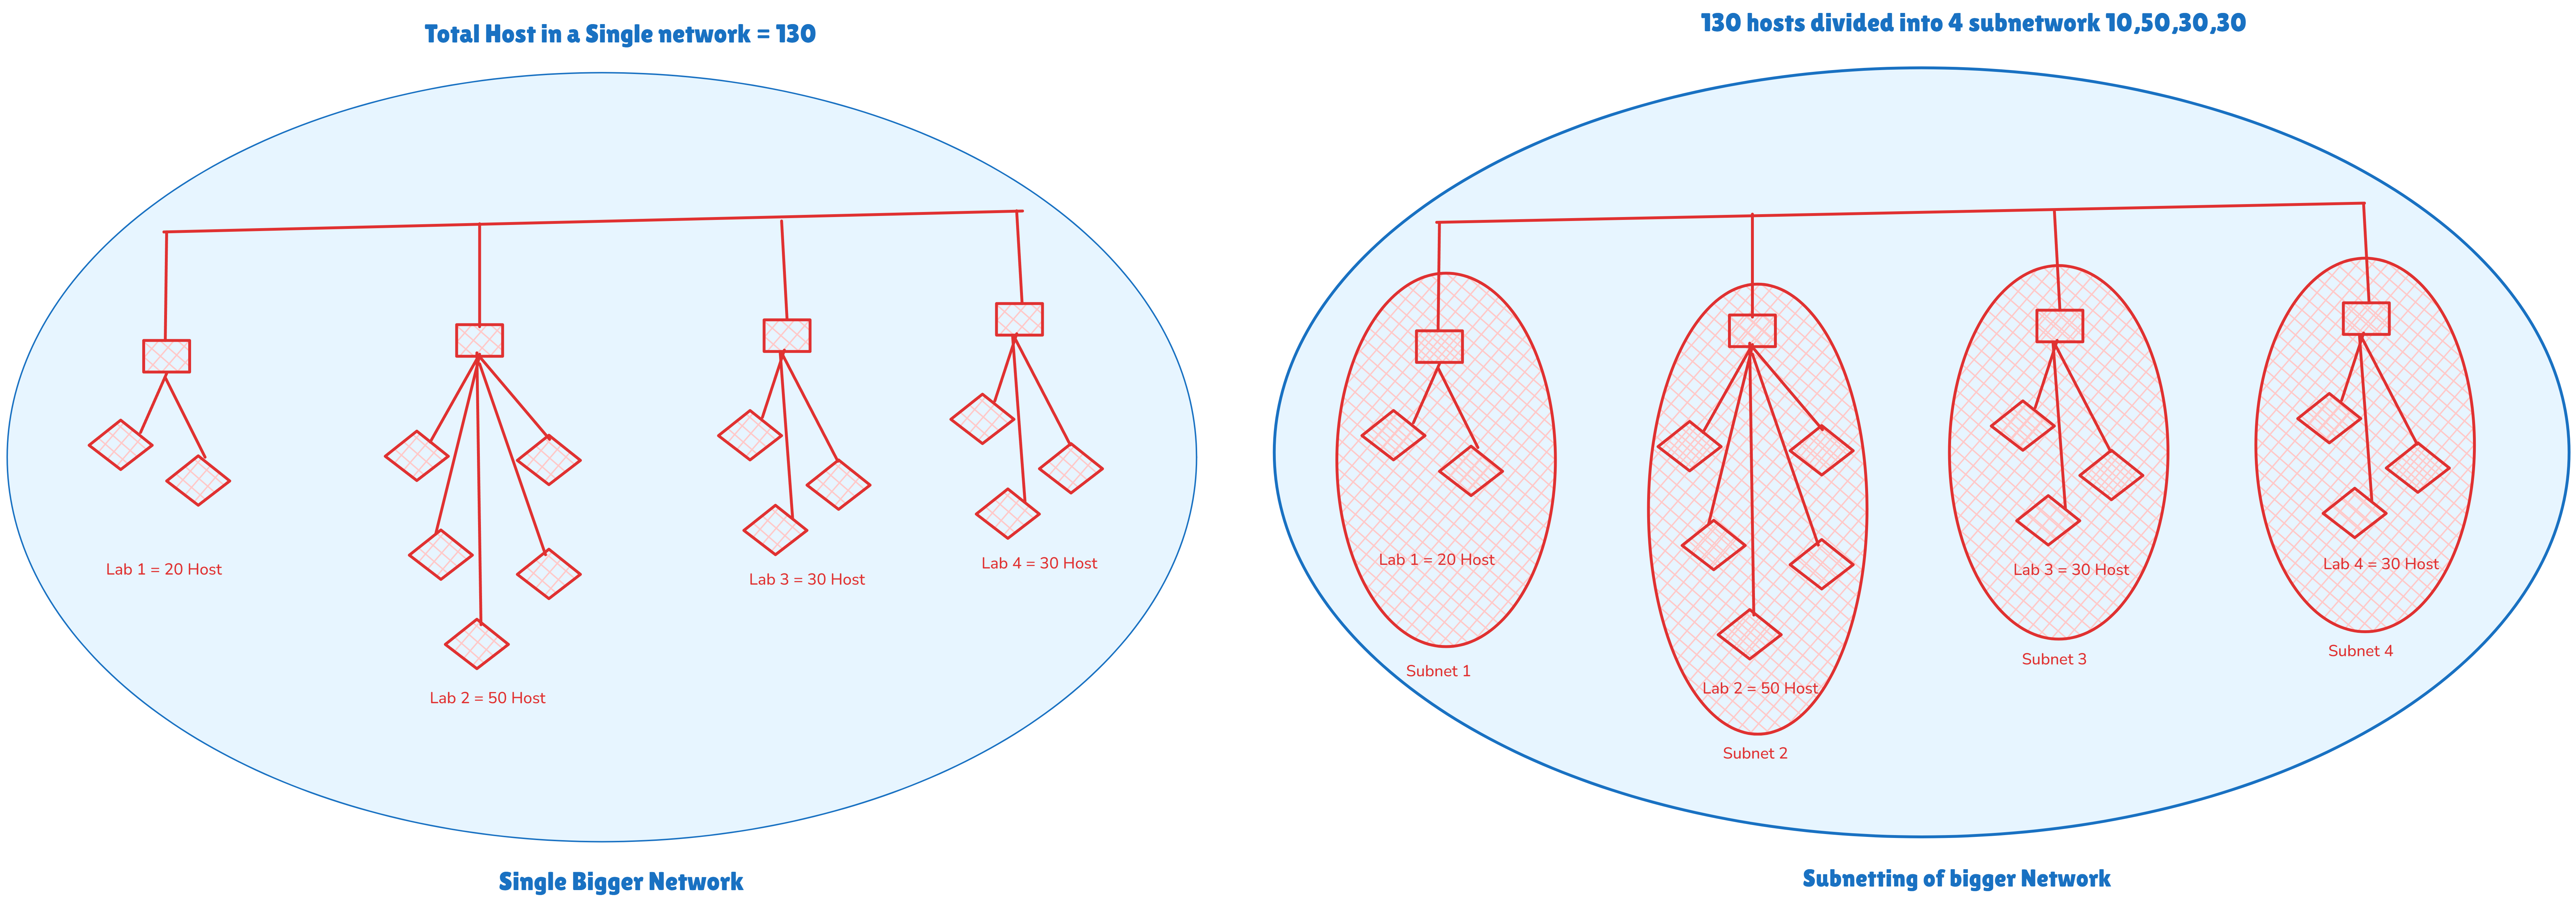 Total Host in a Single network = 130
Lab 1 = 20 Host
Lab 2 = 50 Host
Lab 3 = 30 Host
Lab 4 = 30 Host
Single Bigger Network
130 hosts divided into 4 subnetwork 10,50,30,30
Lab 1 = 20 Host
Subnet 1
Lab 2 = 50 Host
Subnet 2
Lab 3 = 30 Host
Subnet 3
Lab 4 = 30 Host
Subnet 4
Subnetting of bigger Network